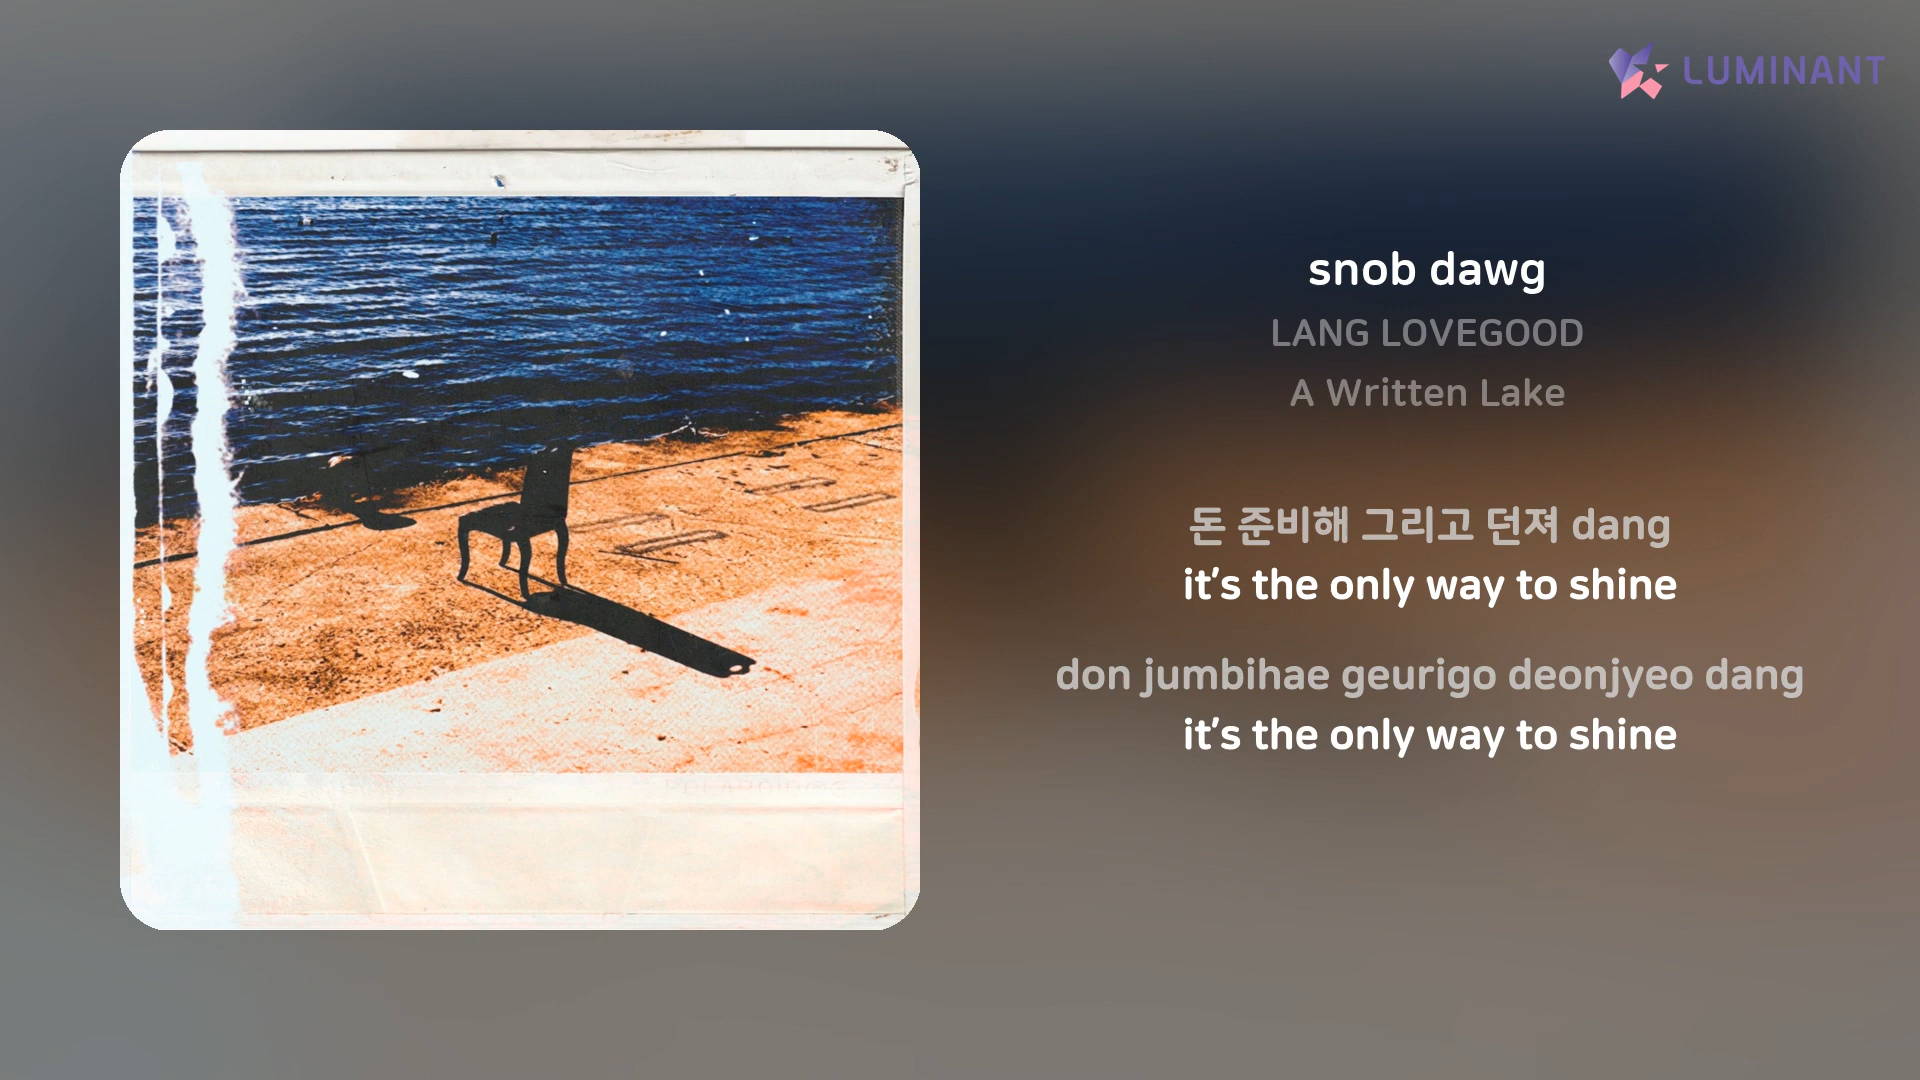 LUMINANT
snob dawg
LANG LOVEGOOD
A Written Lake
돈 준비해 그리고 던져 dang
it's the only way to shine
don jumbihae geurigo deonjyeo dang
it's the only way to shine